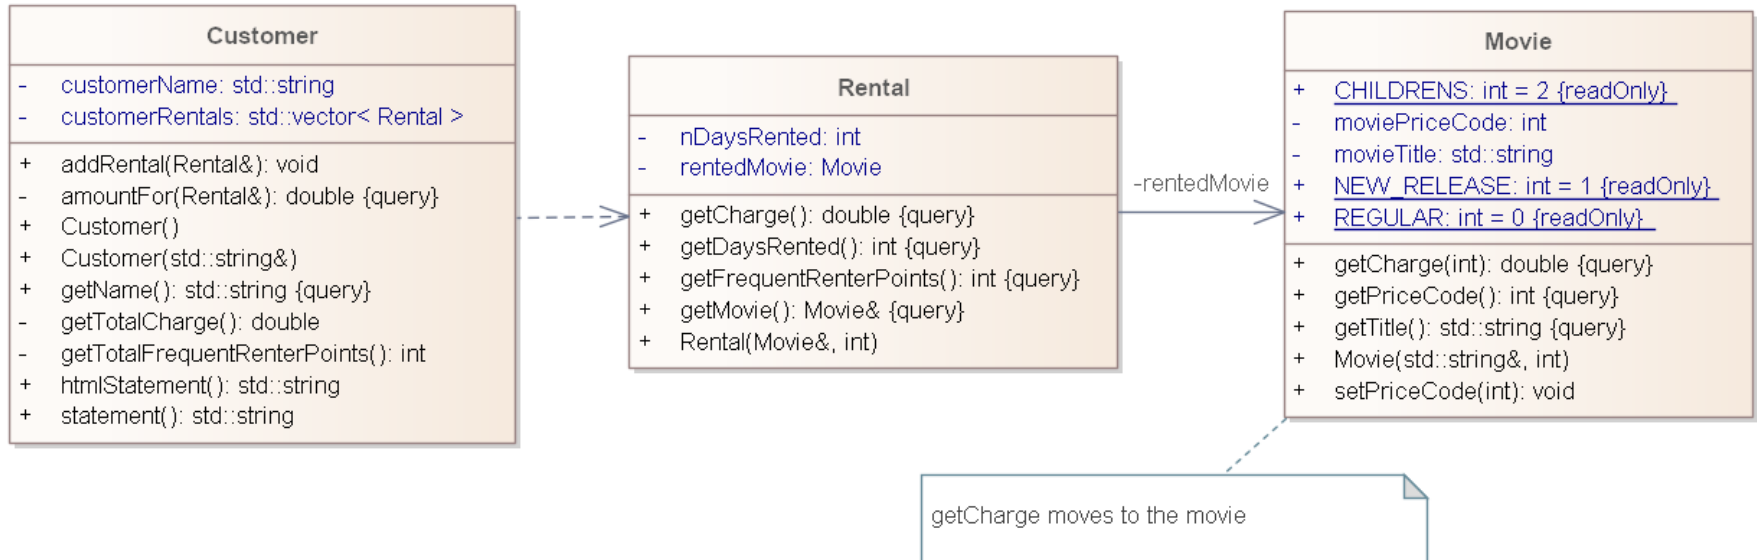 Customer
- customerName: std::string
- customerRentals: std::vector< Rental >
+ addRental(Rental&): void
- amountFor(Rental&): double {query}
+ Customer()
+ Customer(std::string&)
+ getName(): std::string {query}
- getTotalCharge(): double
- getTotalFrequentRenterPoints(): int
+ htmlStatement(): std::string
+ statement(): std::string
Rental
- nDaysRented: int
- rentedMovie: Movie
+ getCharge(): double {query}
+ getDaysRented(): int {query}
+ getFrequentRenterPoints(): int {query}
+ getMovie(): Movie& {query}
+ Rental(Movie&, int)
-rentedMovie
Movie
+ CHILDRENS: int = 2 {readOnly}
- moviePriceCode: int
- movieTitle: std::string
+ NEW_RELEASE: int = 1 {readOnly}
+ REGULAR: int = 0 {readOnly}
+ getCharge(int): double {query}
+ getPriceCode(): int {query}
+ getTitle(): std::string {query}
+ Movie(std::string&, int)
+ setPriceCode(int): void
getCharge moves to the movie